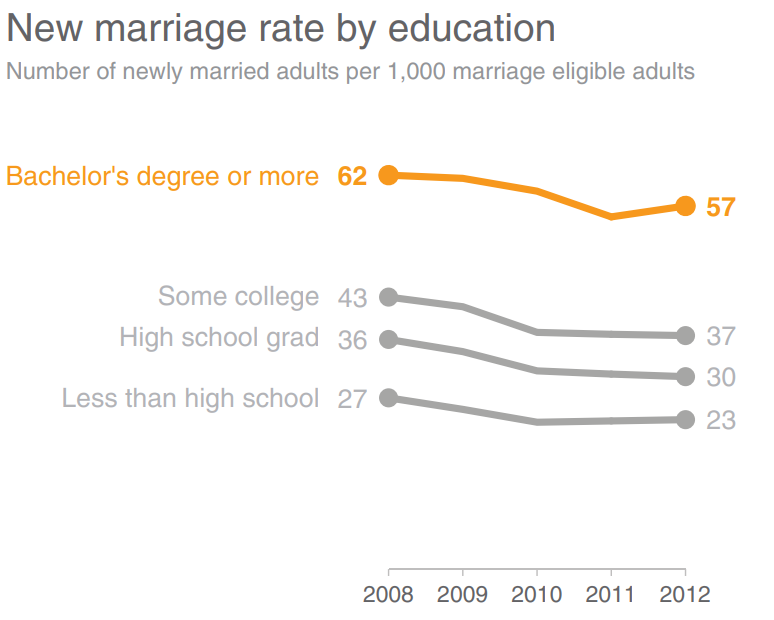 New marriage rate by education
Number of newly married adults per 1,000 marriage eligible adults
Bachelor's degree or more 62
57
Some college 43
37
High school grad 36
30
Less than high school 27
23
2008 2009 2010 2011 2012